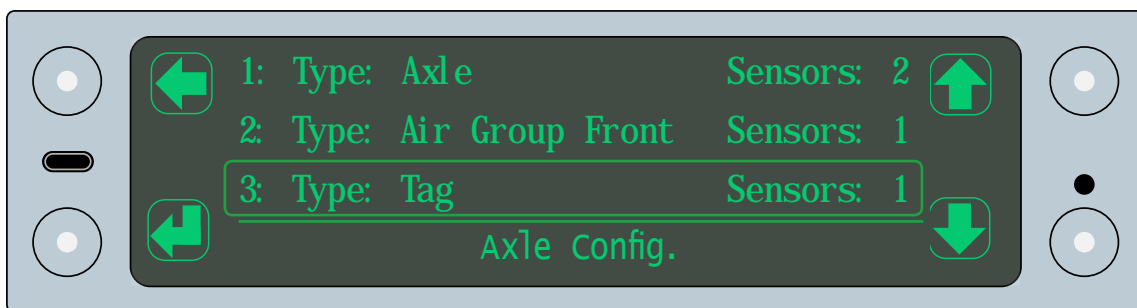 1: Type: Axle Sensors: 2
2: Type: Air Group Front Sensors: 1
3: Type: Tag Sensors: 1
Axle Config.